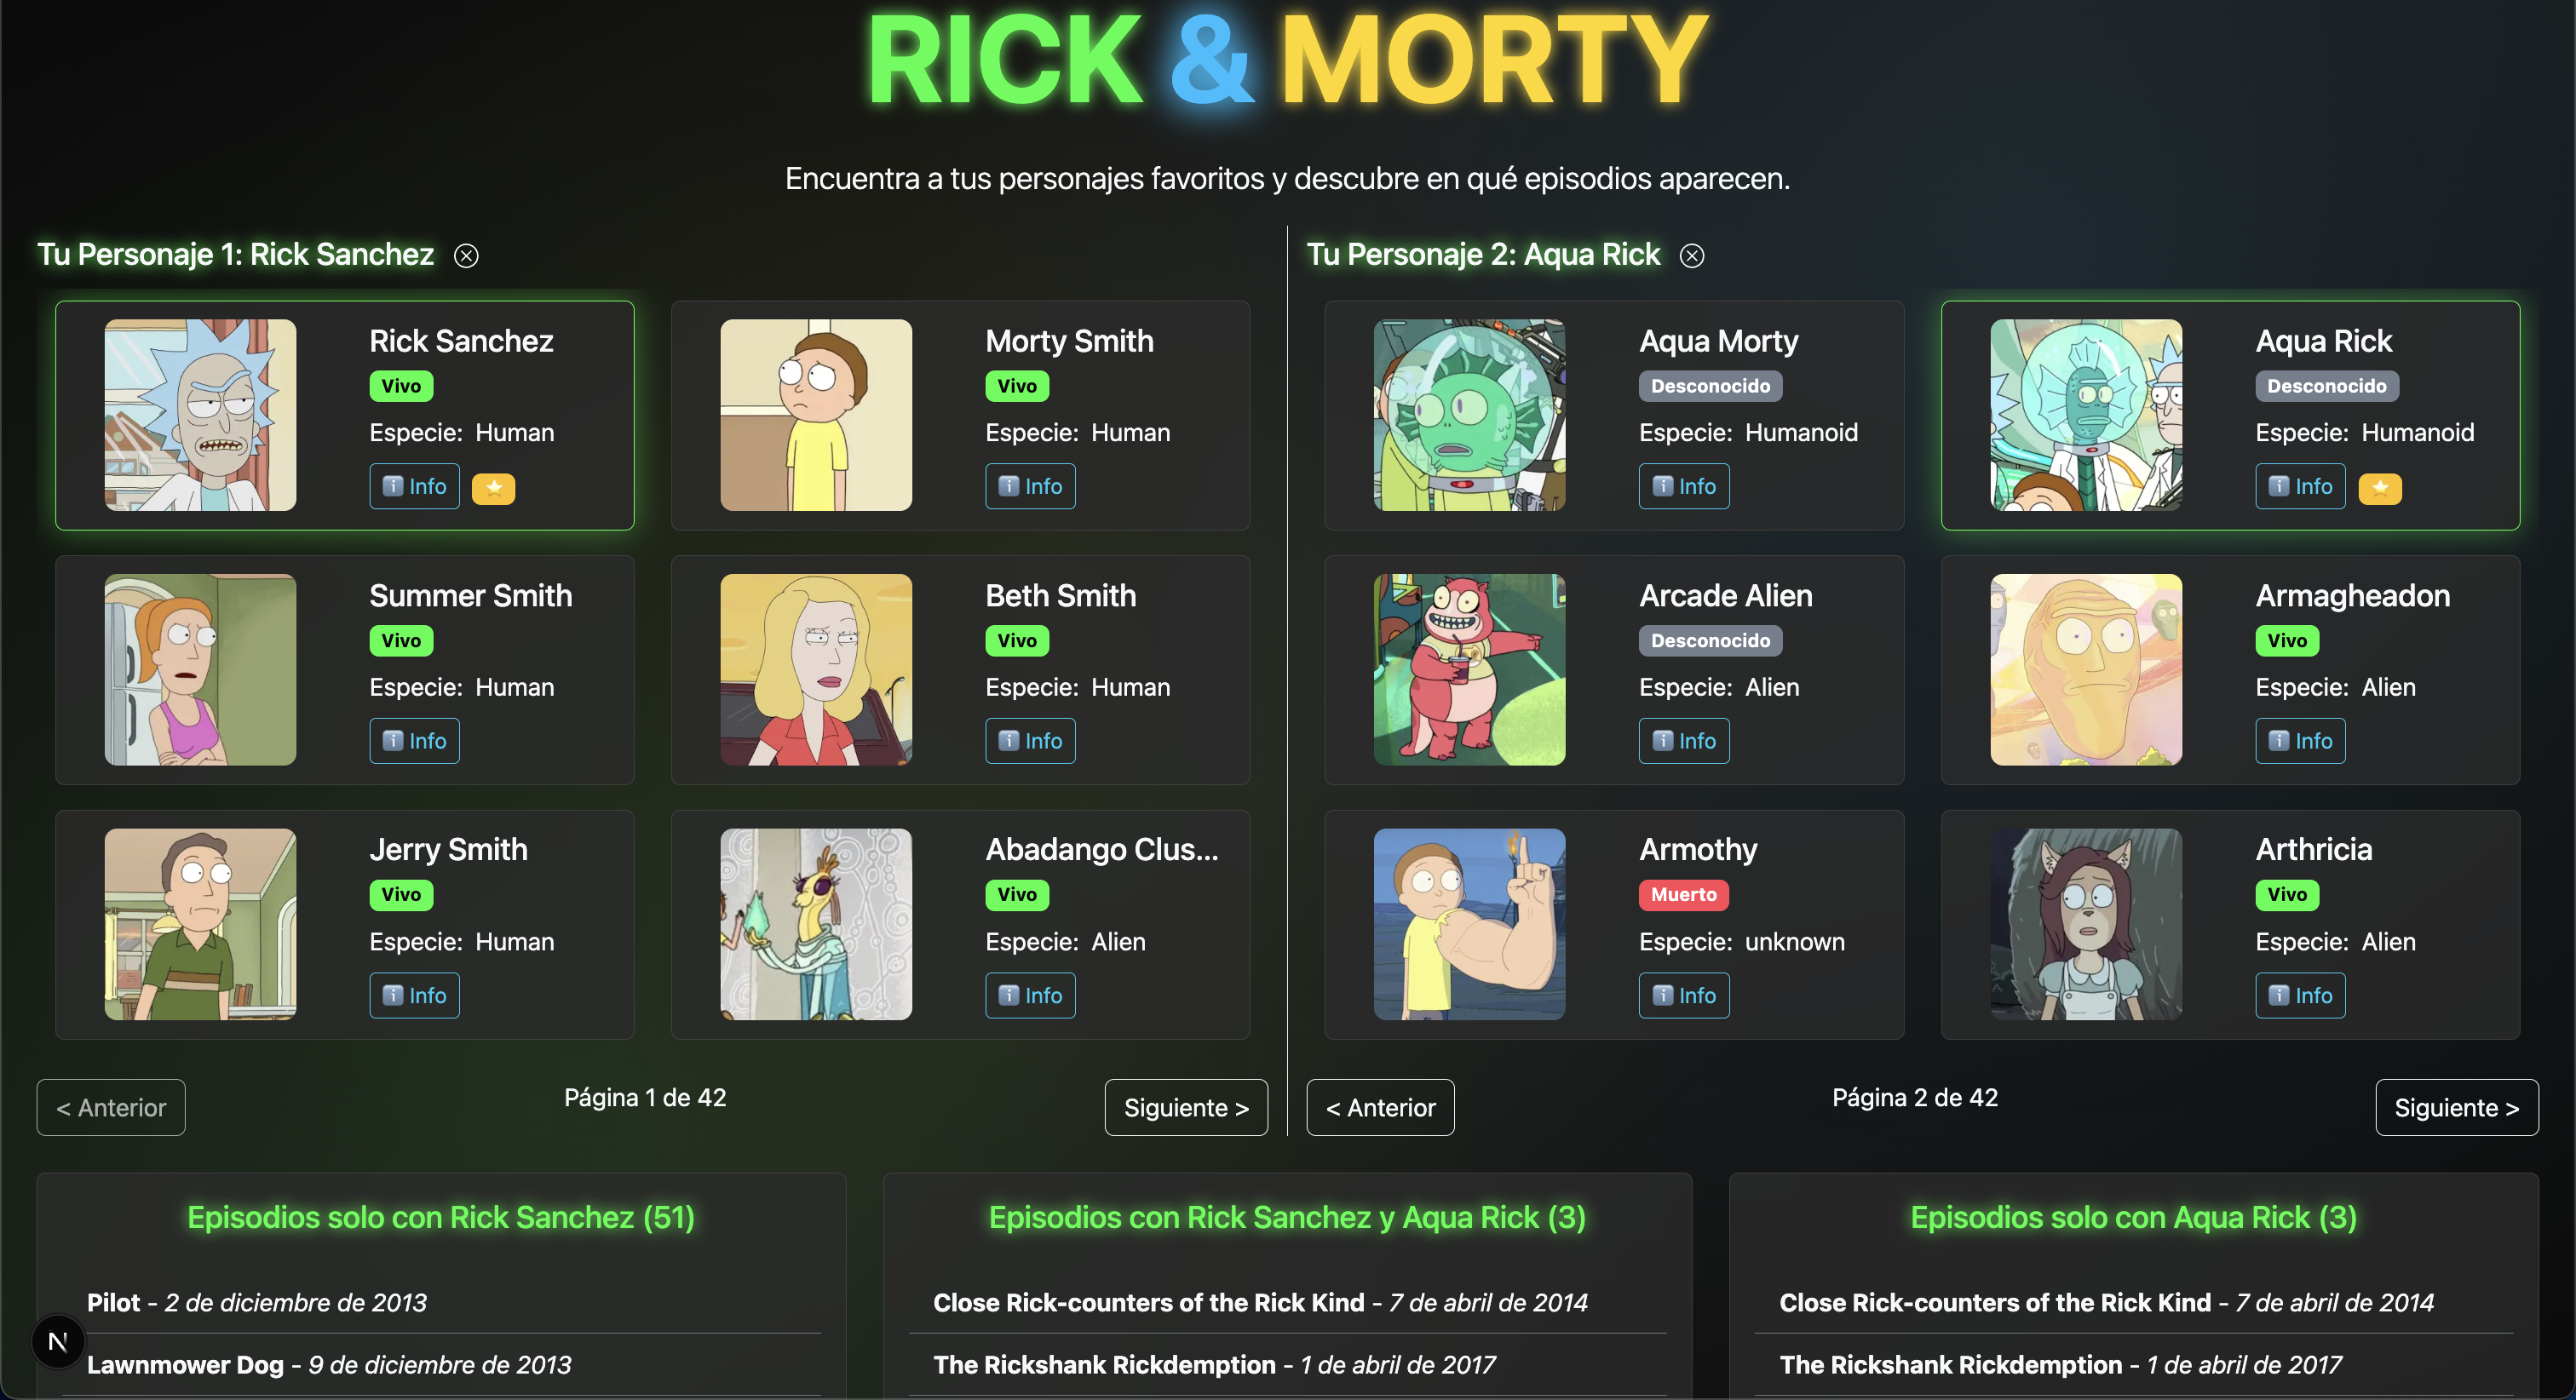 RICK & MORTY
Encuentra a tus personajes favoritos y descubre en qué episodios aparecen.
Tu Personaje 1: Rick Sanchez
Rick Sanchez
Vivo
Especie: Human
Info
Morty Smith
Vivo
Especie: Human
Info
Summer Smith
Vivo
Especie: Human
Info
Beth Smith
Vivo
Especie: Human
Info
Jerry Smith
Vivo
Especie: Human
Info
Abadango Clus...
Vivo
Especie: Alien
Info
< Anterior
Página 1 de 42
Siguiente >
Tu Personaje 2: Aqua Rick
Aqua Morty
Desconocido
Especie: Humanoid
Info
Aqua Rick
Desconocido
Especie: Humanoid
Info
Arcade Alien
Desconocido
Especie: Alien
Info
Armagheadon
Vivo
Especie: Alien
Info
Armothy
Muerto
Especie: unknown
Info
Arthricia
Vivo
Especie: Alien
Info
< Anterior
Página 2 de 42
Siguiente >
Episodios solo con Rick Sanchez (51)
Pilot - 2 de diciembre de 2013
Lawnmower Dog - 9 de diciembre de 2013
Episodios con Rick Sanchez y Aqua Rick (3)
Close Rick-counters of the Rick Kind - 7 de abril de 2014
The Rickshank Rickdemption - 1 de abril de 2017
Episodios solo con Aqua Rick (3)
Close Rick-counters of the Rick Kind - 7 de abril de 2014
The Rickshank Rickdemption - 1 de abril de 2017
N